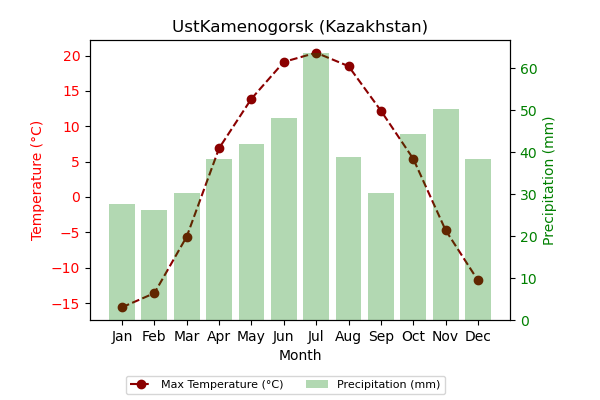 UstKamenogorsk (Kazakhstan)
20
15
10
5
0
−5
−10
−15
Temperature (°C)
60
50
40
30
20
10
0
Precipitation (mm)
Jan Feb Mar Apr May Jun Jul Aug Sep Oct Nov Dec
Month
Max Temperature (°C) Precipitation (mm)